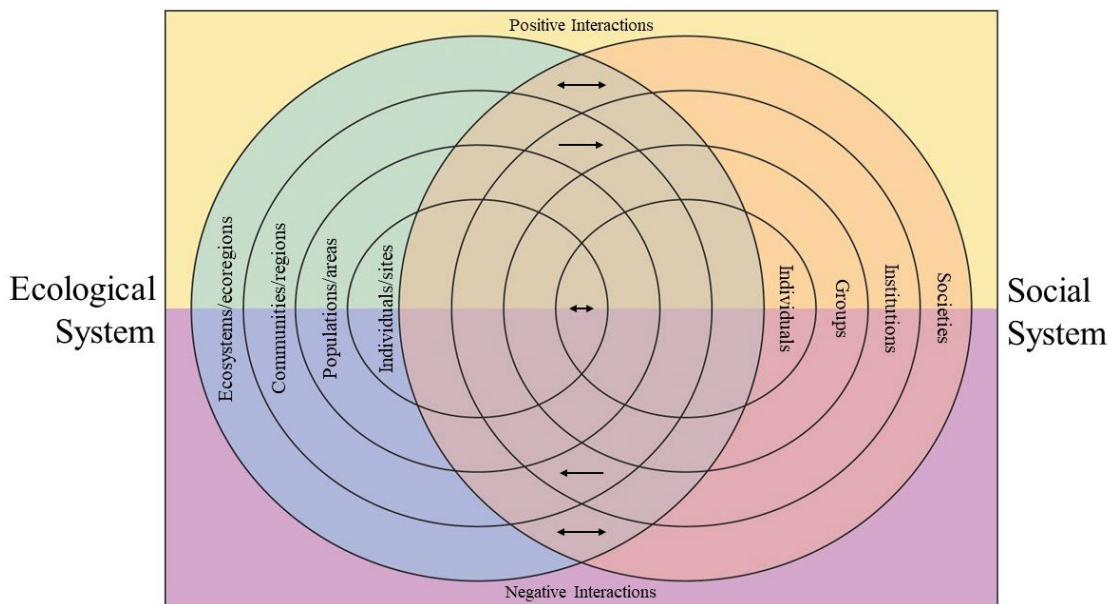 Positive Interactions
Ecological
System
Ecosystems/ecoregions
Communities/regions
Populations/areas
Individuals/sites
Individuals
Groups
Institutions
Societies
Social
System
Negative Interactions